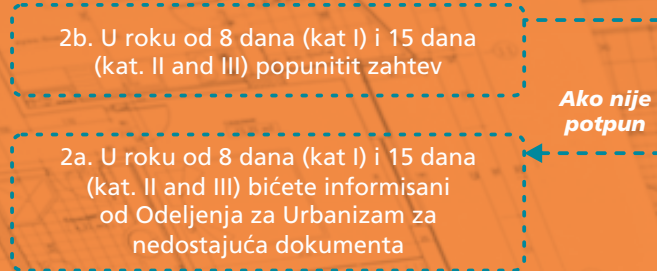 2b. U roku od 8 dana (kat I) i 15 dana
(kat. II and III) popunitit zahtev
Ako nije
potpun
2a. U roku od 8 dana (kat I) i 15 dana
(kat. II and III) bićete informisani
od Odeljenja za Urbanizam za
nedostajuća dokumenta